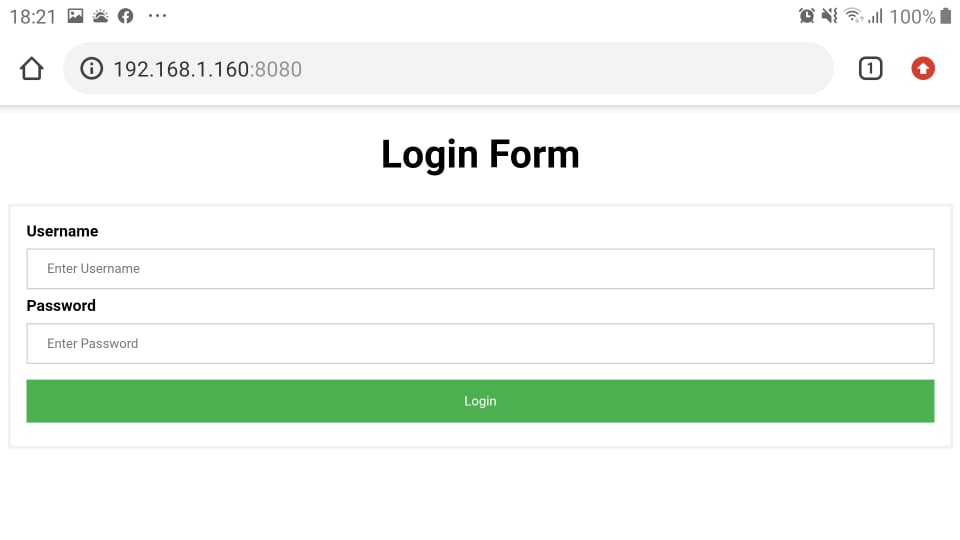 18:21 100%
192.168.1.160:8080 1
Login Form
Username
Enter Username
Password
Enter Password
Login